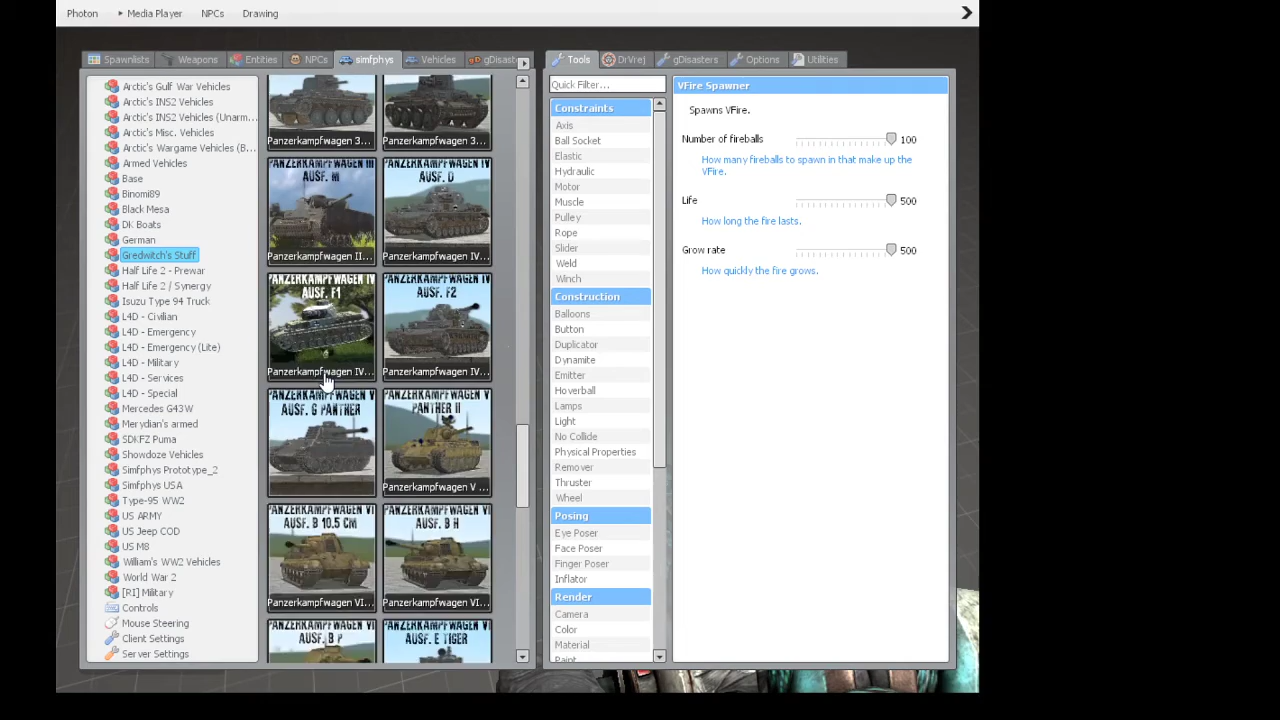 Photon
Media Player
NPCs
Drawing
Spawnlists
Weapons
Entities
NPCs
simfphys
Vehicles
gDisaste
Tools
DrVrej
gDisasters
Options
Utilities
Arctic's Gulf War Vehicles
Arctic's INS2 Vehicles
Arctic's INS2 Vehicles (Unarm...
Arctic's Misc. Vehicles
Arctic's Wargame Vehicles (B...
Armed Vehicles
Base
Binomi89
Black Mesa
DK Boats
German
Gredwitch's Stuff
Half Life 2 - Prewar
Half Life 2 / Synergy
Isuzu Type 94 Truck
L4D - Civilian
L4D - Emergency
L4D - Emergency (Lite)
L4D - Military
L4D - Services
L4D - Special
Mercedes G43W
Merydian's armed
SDKFZ Puma
Showdoze Vehicles
Simfphys Prototype_2
Simfphys USA
Type-95 WW2
US ARMY
US Jeep COD
US M8
William's WW2 Vehicles
World War 2
[RI] Military
Controls
Mouse Steering
Client Settings
Server Settings
Panzerkampfwagen 3...
Panzerkampfwagen 3...
PANZERKAMPFWAGEN III
AUSF. M
Panzerkampfwagen II...
PANZERKAMPFWAGEN IV
AUSF. D
Panzerkampfwagen IV...
PANZERKAMPFWAGEN IV
AUSF. F1
Panzerkampfwagen IV...
PANZERKAMPFWAGEN IV
AUSF. F2
Panzerkampfwagen IV...
PANZERKAMPFWAGEN V
AUSF. G PANTHER
PANZERKAMPFWAGEN V
PANTHER II
Panzerkampfwagen V ...
PANZERKAMPFWAGEN VI
AUSF. B 10.5 CM
Panzerkampfwagen VI...
PANZERKAMPFWAGEN VI
AUSF. B H
Panzerkampfwagen VI...
PANZERKAMPFWAGEN VI
AUSF. B P
PANZERKAMPFWAGEN VI
AUSF. E TIGER
Quick Filter...
Constraints
Axis
Ball Socket
Elastic
Hydraulic
Motor
Muscle
Pulley
Rope
Slider
Weld
Winch
Construction
Balloons
Button
Duplicator
Dynamite
Emitter
Hoverball
Lamps
Light
No Collide
Physical Properties
Remover
Thruster
Wheel
Posing
Eye Poser
Face Poser
Finger Poser
Inflator
Render
Camera
Color
Material
Paint
VFire Spawner
Spawns VFire.
Number of fireballs 100
How many fireballs to spawn in that make up the
VFire.
Life 500
How long the fire lasts.
Grow rate 500
How quickly the fire grows.